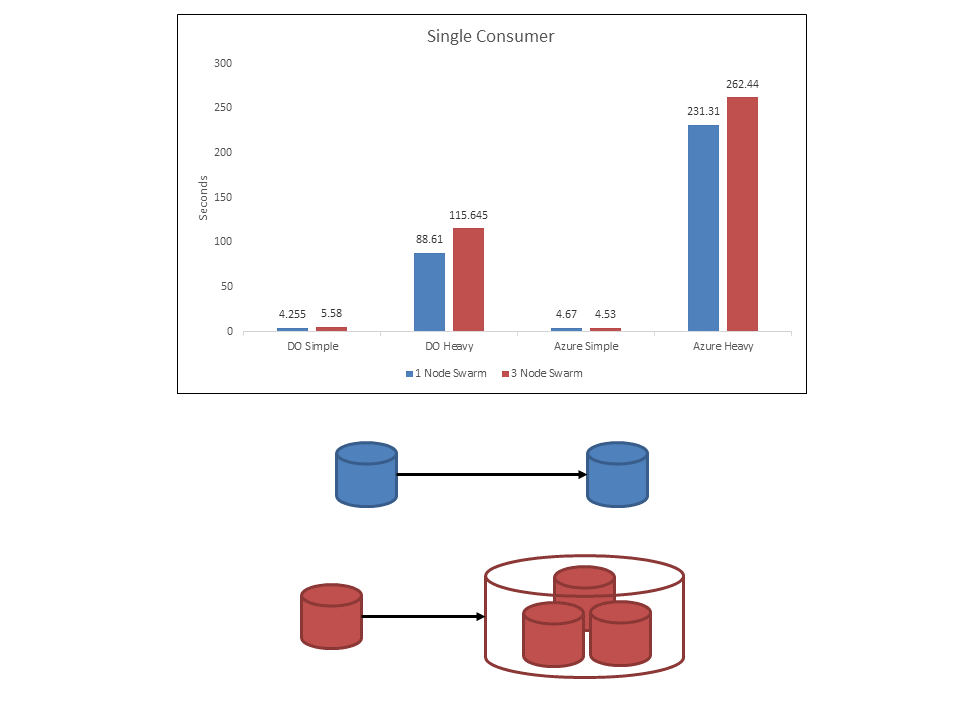 Single Consumer
300
250
200
150
100
50
0
Seconds
4.255
5.58
88.61
115.645
4.67
4.53
231.31
262.44
DO Simple
DO Heavy
Azure Simple
Azure Heavy
1 Node Swarm
3 Node Swarm